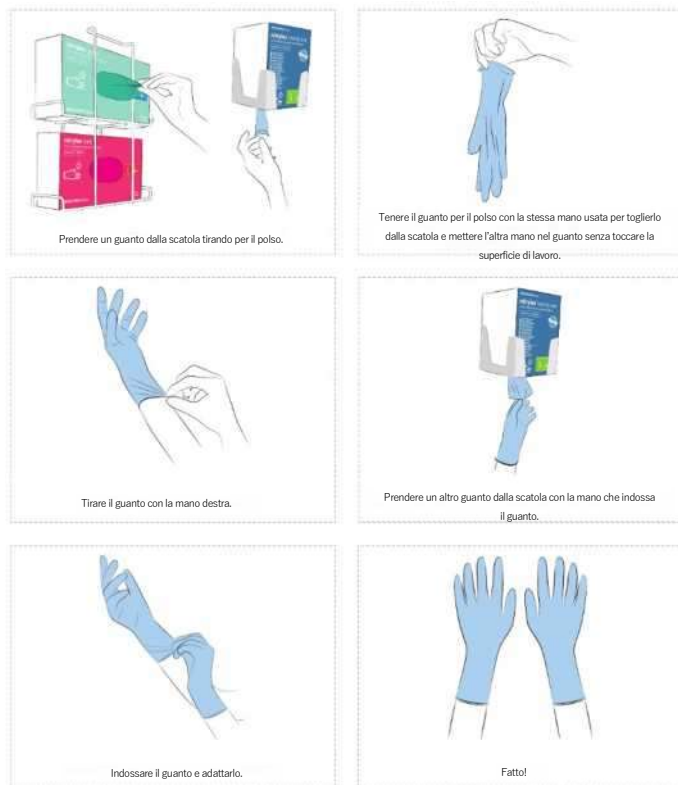 Prendere un guanto dalla scatola tirando per il polso.
Tenere il guanto per il polso con la stessa mano usata per toglierlo
dalla scatola e mettere l'altra mano nel guanto senza toccare la
superficie di lavoro.
Tirare il guanto con la mano destra.
Prendere un altro guanto dalla scatola con la mano che indossa
il guanto.
Indossare il guanto e adattarlo.
Fatto!